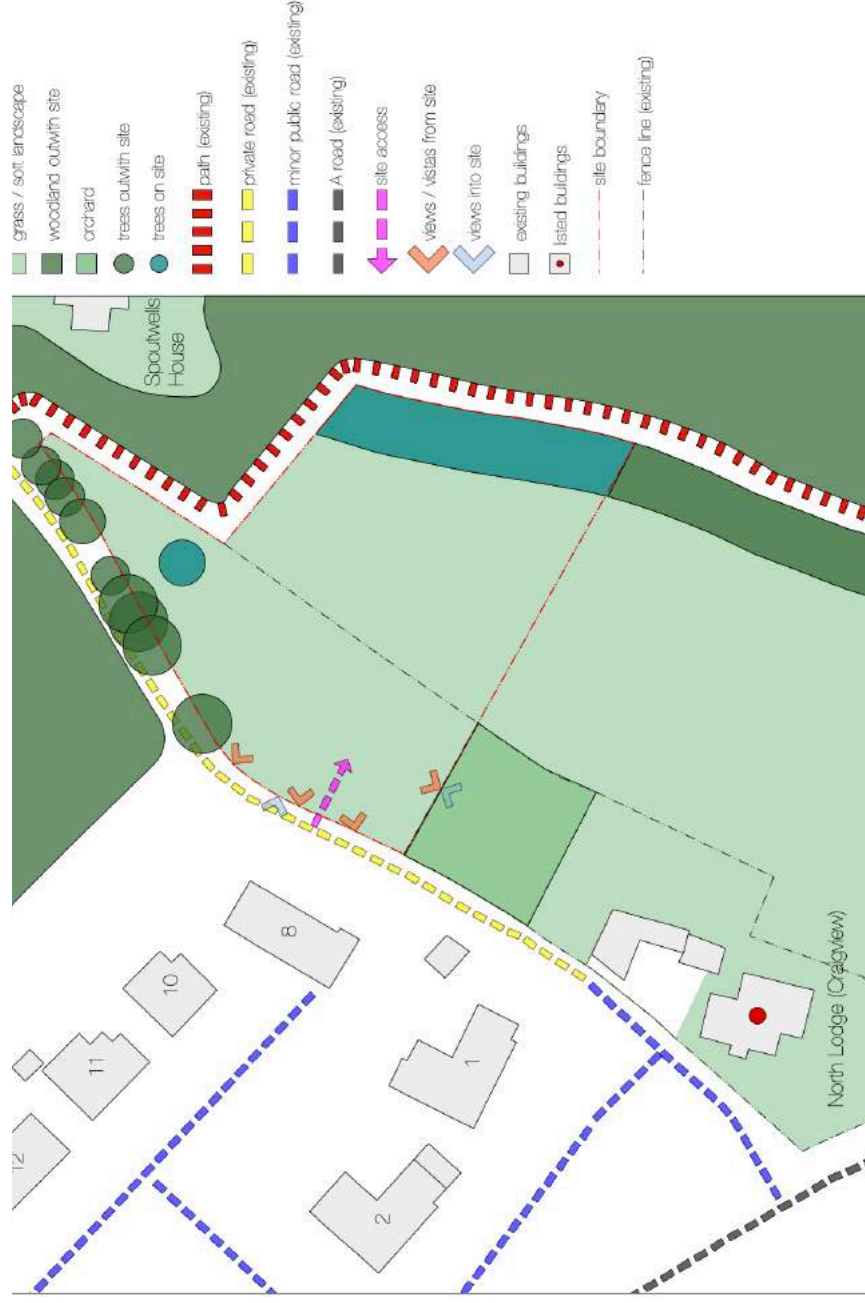 grass / soft landscape
woodland outwith site
orchard
trees outwith site
trees on site
path (existing)
private road (existing)
minor public road (existing)
A road (existing)
site access
views / vistas from site
views into site
existing buildings
listed buildings
site boundary
fence line (existing)
Spoutwells
House
12
11
10
8
1
2
North Lodge (Craigview)